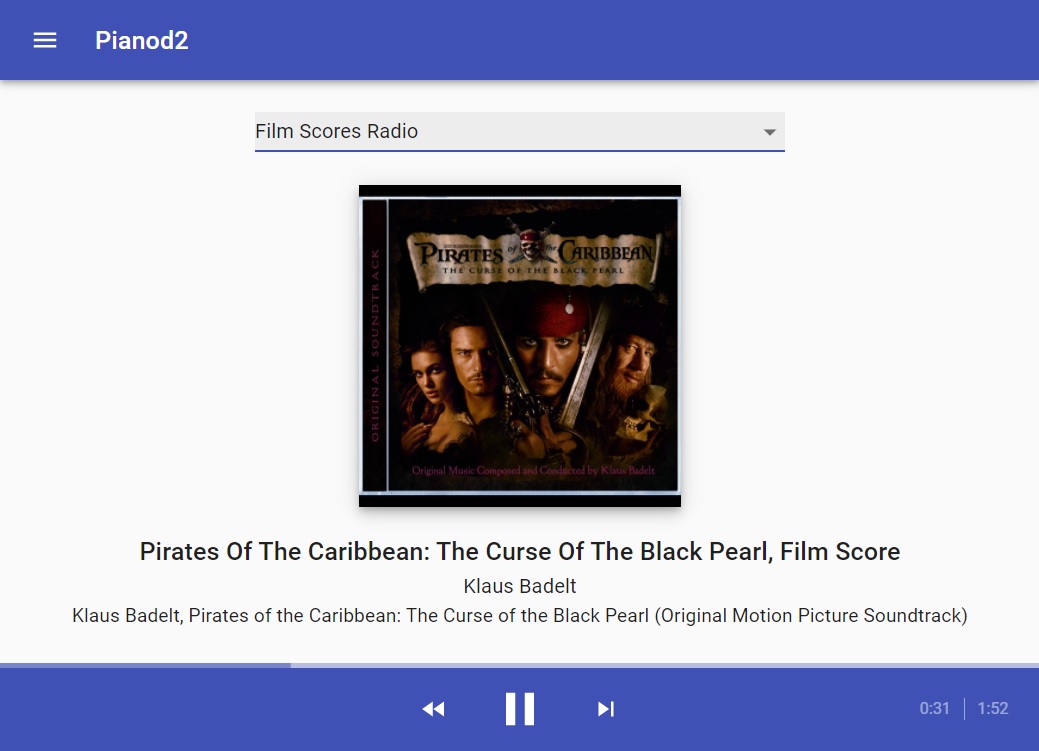 Pianod2
Film Scores Radio
PIRATES of the CARIBBEAN
THE CURSE OF THE BLACK PEARL
ORIGINAL SOUNDTRACK
Original Music Composed and Conducted by Klaus Badelt
Pirates Of The Caribbean: The Curse Of The Black Pearl, Film Score
Klaus Badelt
Klaus Badelt, Pirates of the Caribbean: The Curse of the Black Pearl (Original Motion Picture Soundtrack)
0:31 | 1:52